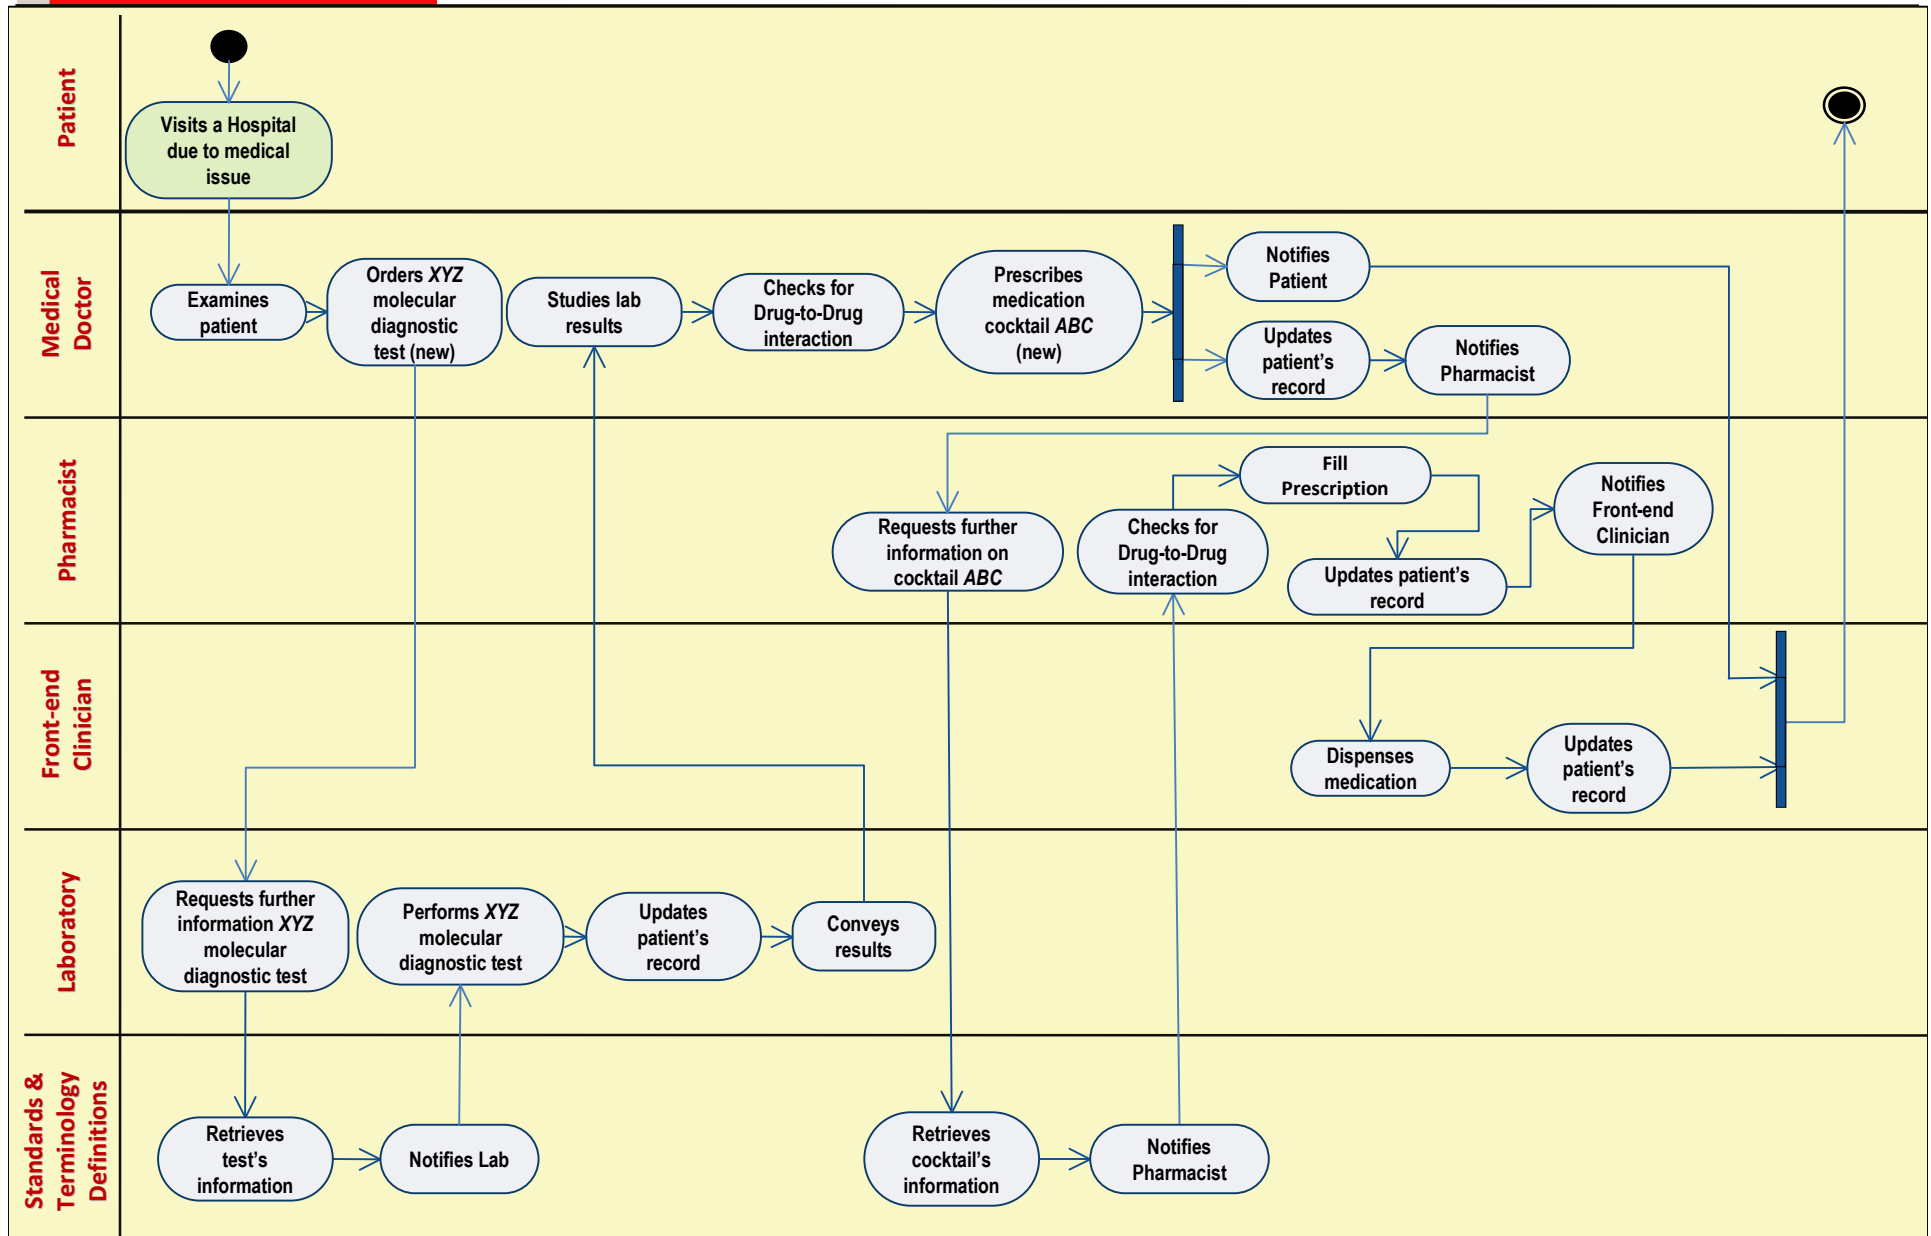 Patient
Visits a Hospital
due to medical
issue
Medical
Doctor
Examines
patient
Orders XYZ
molecular
diagnostic
test (new)
Studies lab
results
Checks for
Drug-to-Drug
interaction
Prescribes
medication
cocktail ABC
(new)
Notifies
Patient
Updates
patient's
record
Notifies
Pharmacist
Pharmacist
Requests further
information on
cocktail ABC
Checks for
Drug-to-Drug
interaction
Fill
Prescription
Updates patient's
record
Notifies
Front-end
Clinician
Front-end
Clinician
Dispenses
medication
Updates
patient's
record
Laboratory
Requests further
information XYZ
molecular
diagnostic test
Performs XYZ
molecular
diagnostic test
Updates
patient's
record
Conveys
results
Standards &
Terminology
Definitions
Retrieves
test's
information
Notifies Lab
Retrieves
cocktail's
information
Notifies
Pharmacist